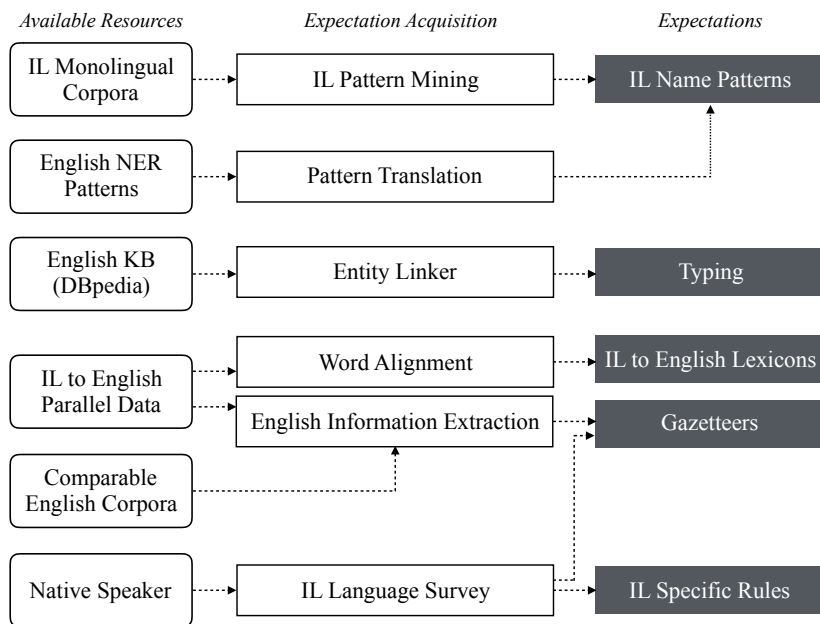 Available Resources
Expectation Acquisition
Expectations
IL Monolingual
Corpora
IL Pattern Mining
IL Name Patterns
English NER
Patterns
Pattern Translation
English KB
(DBpedia)
Entity Linker
Typing
IL to English
Parallel Data
Word Alignment
IL to English Lexicons
English Information Extraction
Gazetteers
Comparable
English Corpora
Native Speaker
IL Language Survey
IL Specific Rules